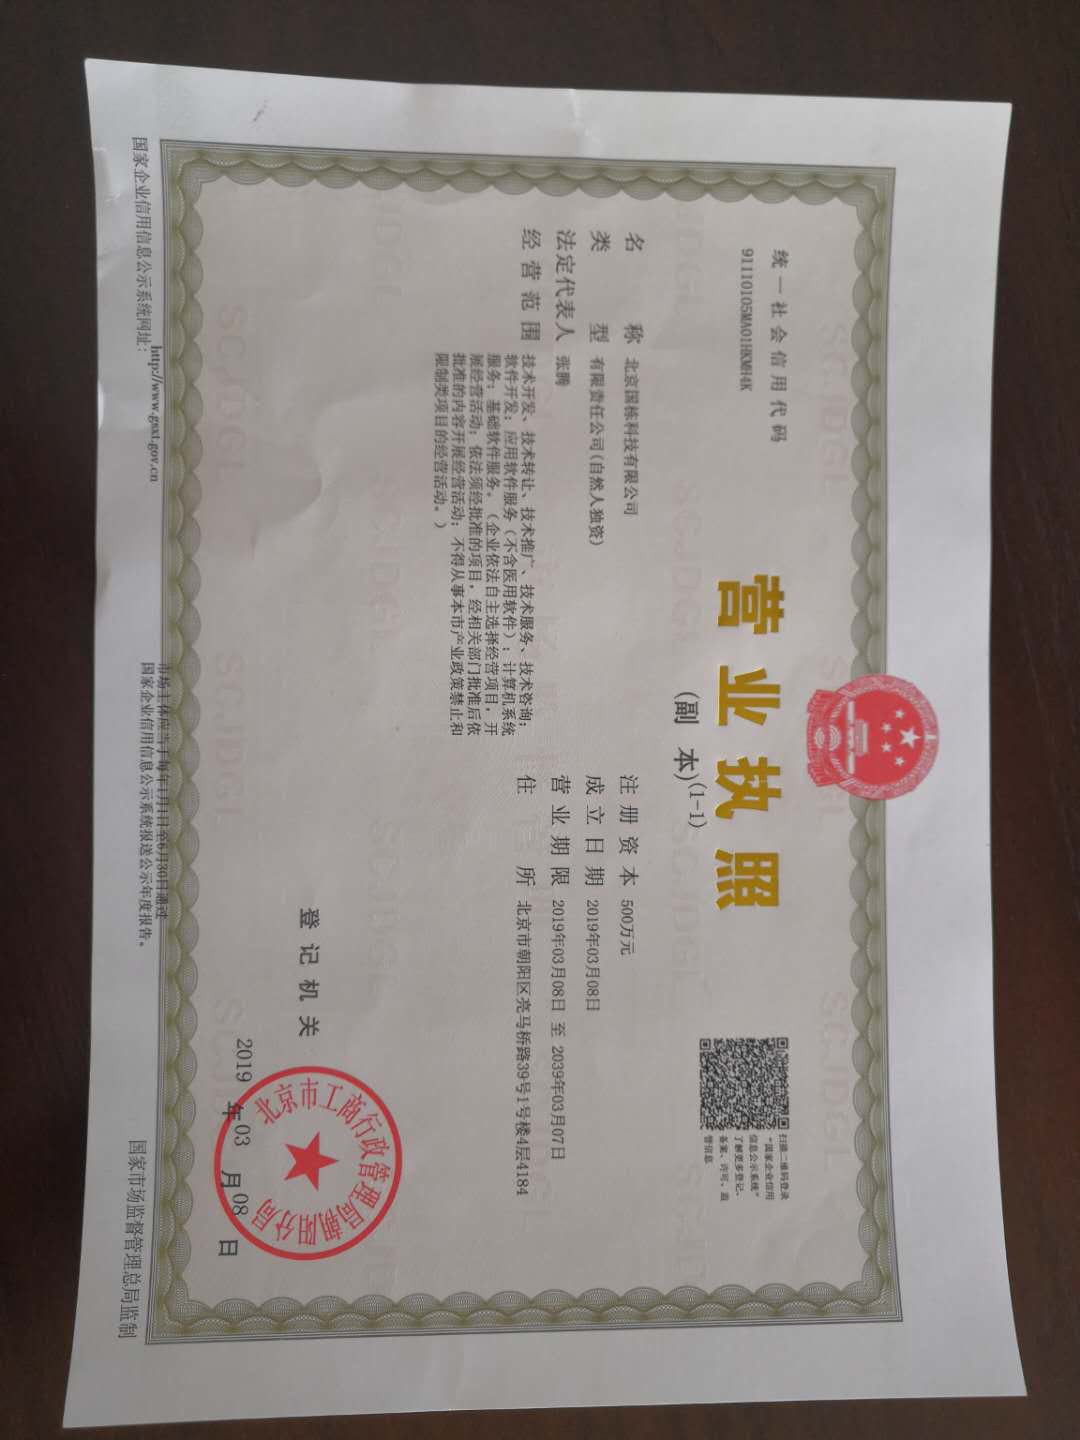 统一社会信用代码
91110105MA01HKMH4K
营业执照
(副 本)(1-1)
扫描二维码登录
“国家企业信用
信息公示系统”
了解更多登记、
备案、许可、监
管信息
名 称 北京国栋科技有限公司
类 型 有限责任公司(自然人独资)
法定代表人 张腾
经营范围 技术开发、技术转让、技术推广、技术服务、技术咨询；
软件开发；应用软件服务（不含医用软件）；计算机系统
服务；基础软件服务。（企业依法自主选择经营项目，开
展经营活动；依法须经批准的项目，经相关部门批准后依
批准的内容开展经营活动；不得从事本市产业政策禁止和
限制类项目的经营活动。）
注册资本 500万元
成立日期 2019年03月08日
营业期限 2019年03月08日 至 2039年03月07日
住 所 北京市朝阳区亮马桥路39号1号楼4层4184
登记机关
北京市工商行政管理局朝阳分局
2019 年03 月08 日
国家企业信用信息公示系统网址：http://www.gsxt.gov.cn
市场主体应当于每年1月1日至6月30日通过
国家企业信用信息公示系统报送公示年度报告。
国家市场监督管理总局监制
SCJDGL